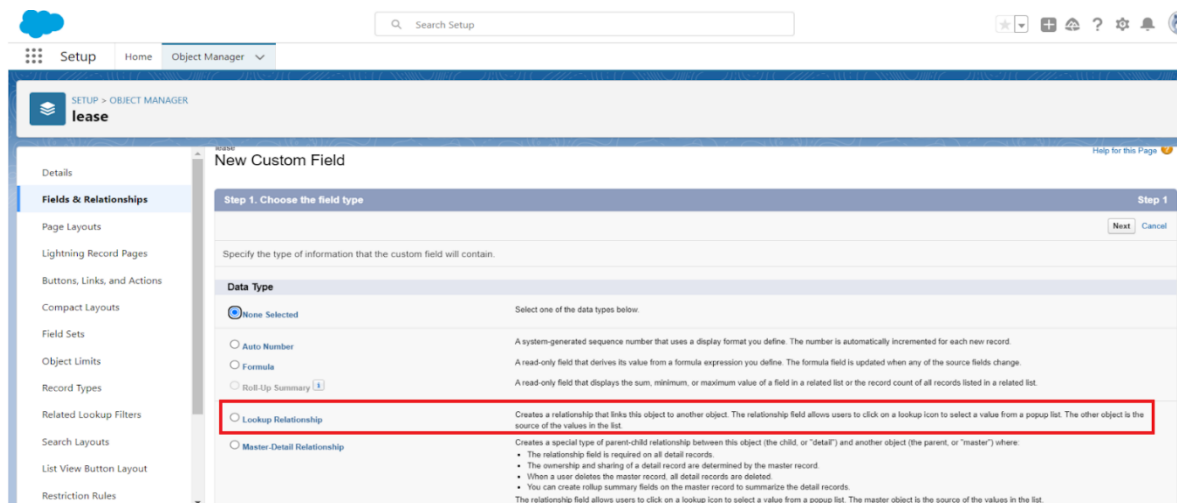 Search Setup
Setup
Home
Object Manager
SETUP > OBJECT MANAGER
lease
Details
Fields & Relationships
Page Layouts
Lightning Record Pages
Buttons, Links, and Actions
Compact Layouts
Field Sets
Object Limits
Record Types
Related Lookup Filters
Search Layouts
List View Button Layout
Restriction Rules
lease
New Custom Field
Help for this Page
Step 1. Choose the field type
Step 1
Next
Cancel
Specify the type of information that the custom field will contain.
Data Type
None Selected
Select one of the data types below.
Auto Number
A system-generated sequence number that uses a display format you define. The number is automatically incremented for each new record.
Formula
A read-only field that derives its value from a formula expression you define. The formula field is updated when any of the source fields change.
Roll-Up Summary
A read-only field that displays the sum, minimum, or maximum value of a field in a related list or the record count of all records listed in a related list.
Lookup Relationship
Creates a relationship that links this object to another object. The relationship field allows users to click on a lookup icon to select a value from a popup list. The other object is the
source of the values in the list.
Master-Detail Relationship
Creates a special type of parent-child relationship between this object (the child, or "detail") and another object (the parent, or "master") where:
• The relationship field is required on all detail records.
• The ownership and sharing of a detail record are determined by the master record.
• When a user deletes the master record, all detail records are deleted.
• You can create rollup summary fields on the master record to summarize the detail records.
The relationship field allows users to click on a lookup icon to select a value from a popup list. The master object is the source of the values in the list.